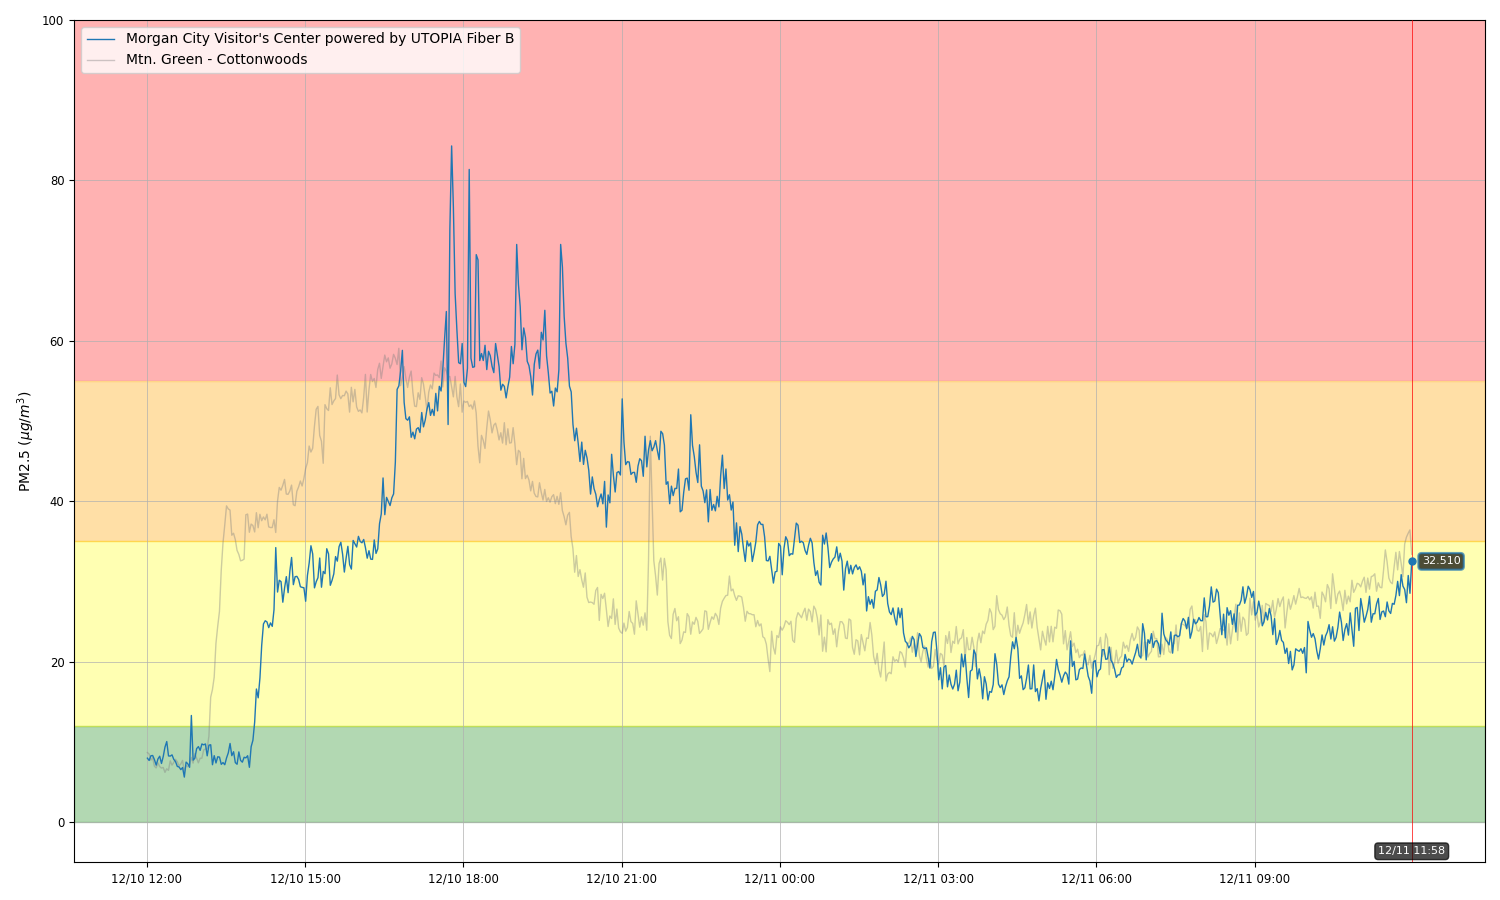 100
Morgan City Visitor's Center powered by UTOPIA Fiber B
Mtn. Green - Cottonwoods
80
60
PM2.5 (μg/m³)
40
32.510
20
0
12/11 11:58
12/10 12:00 12/10 15:00 12/10 18:00 12/10 21:00 12/11 00:00 12/11 03:00 12/11 06:00 12/11 09:00